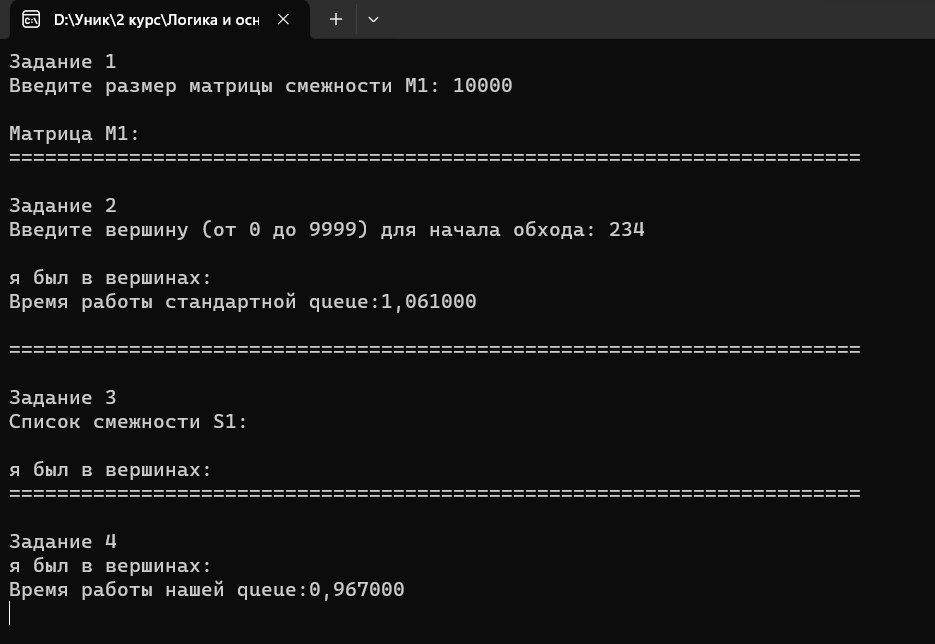 D:\Уник\2 курс\Логика и осн
Задание 1
Введите размер матрицы смежности M1: 10000
Матрица M1:
=======================================================================
Задание 2
Введите вершину (от 0 до 9999) для начала обхода: 234
я был в вершинах:
Время работы стандартной queue:1,061000
=======================================================================
Задание 3
Список смежности S1:
я был в вершинах:
=======================================================================
Задание 4
я был в вершинах:
Время работы нашей queue:0,967000